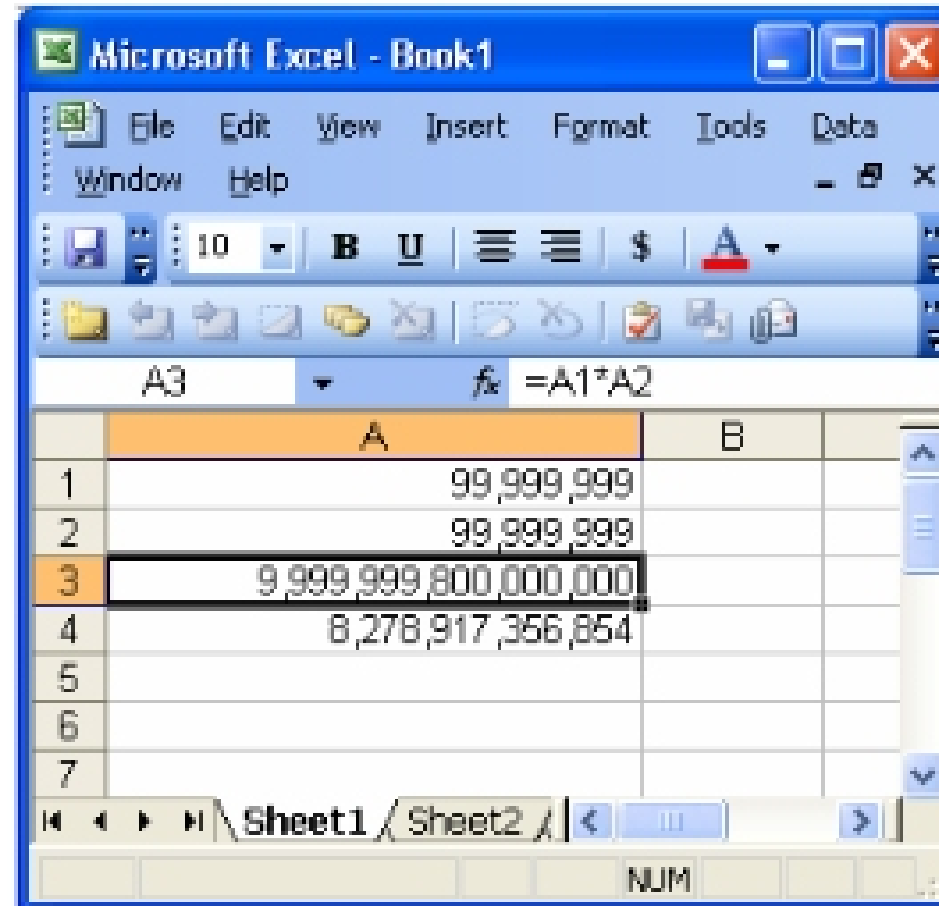 Microsoft Excel - Book1
File Edit View Insert Format Tools Data
Window Help
10 B U $ A
A3 fx =A1*A2
A B
1 99,999,999
2 99,999,999
3 9,999,999,800,000,000
4 8,278,917,356,854
5
6
7
Sheet1 Sheet2
NUM